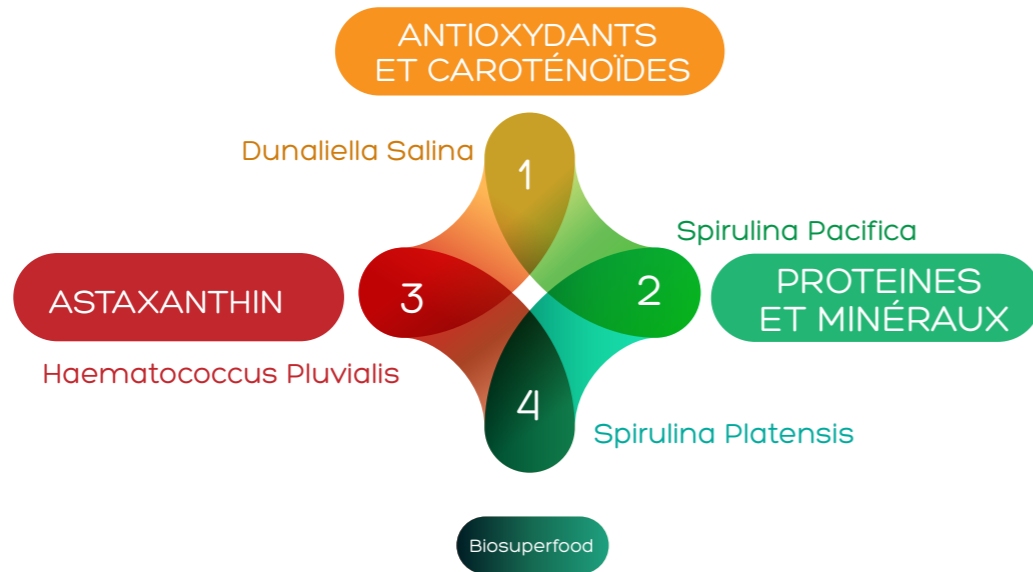 ANTIOXYDANTS
ET CAROTÉNOÏDES
Dunaliella Salina
1
Spirulina Pacifica
ASTAXANTHIN
3
2
PROTEINES
ET MINÉRAUX
Haematococcus Pluvialis
4
Spirulina Platensis
Biosuperfood